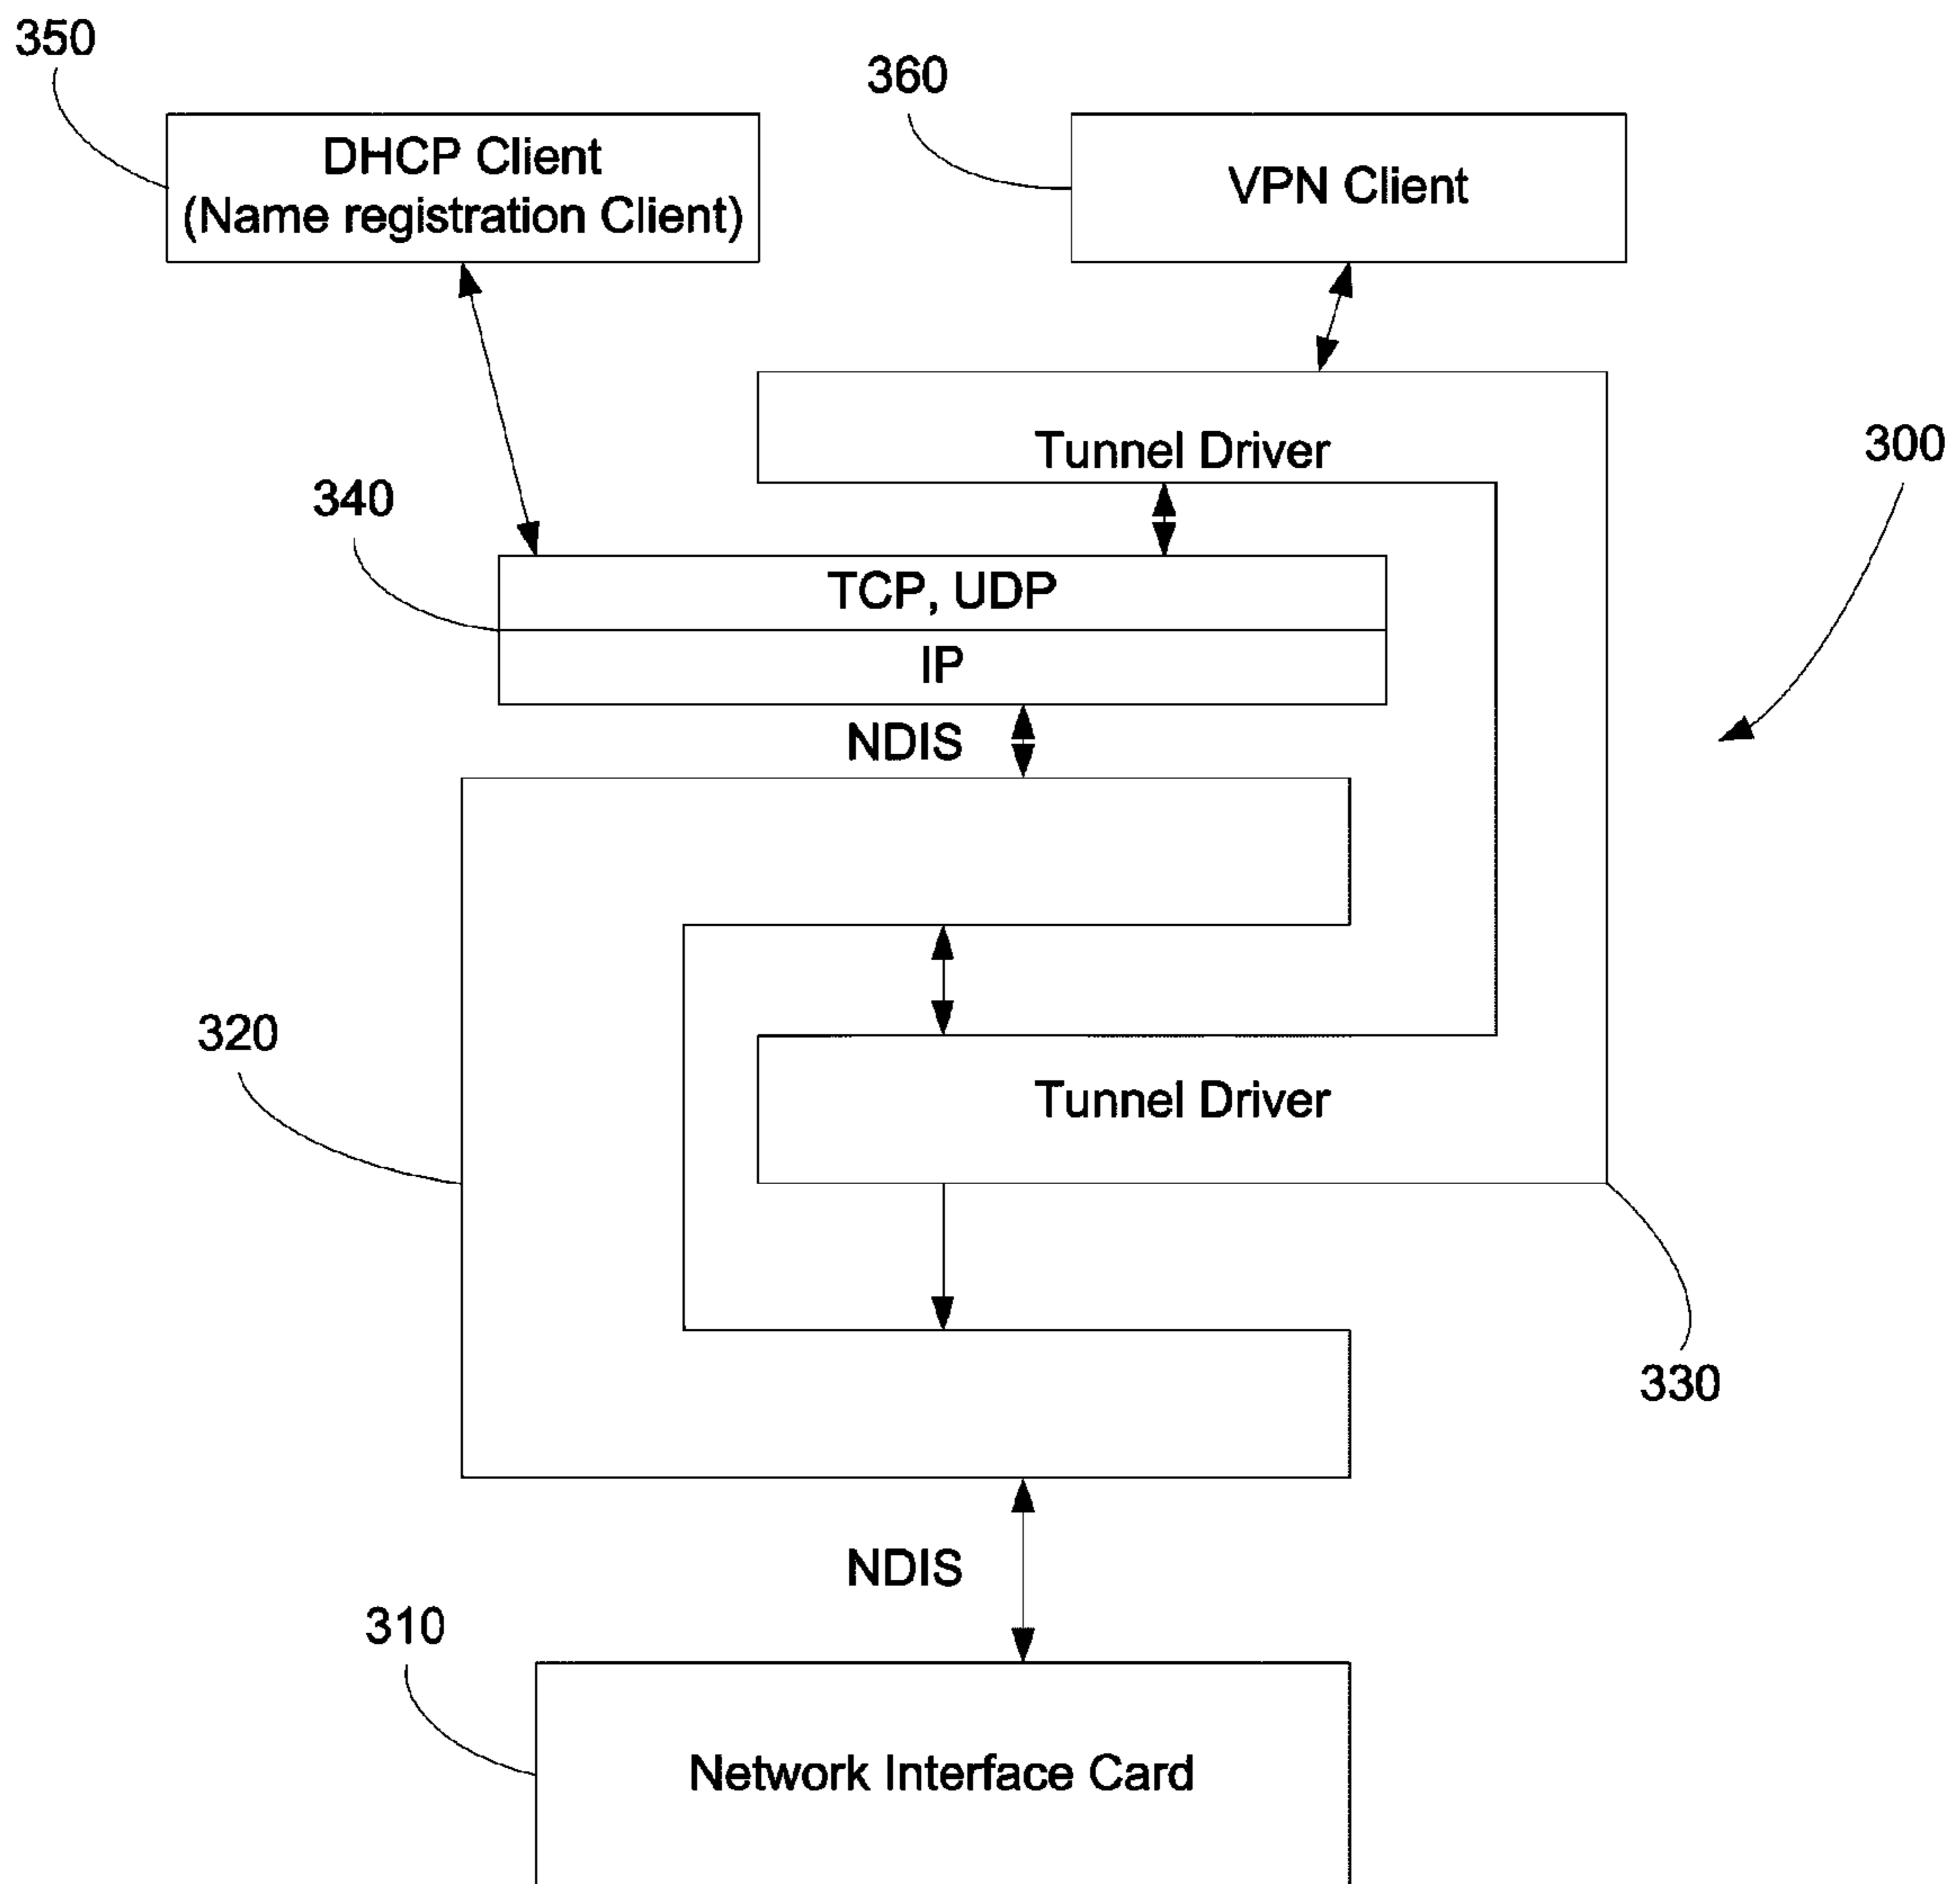 350
360
DHCP Client
(Name registration Client)
VPN Client
Tunnel Driver
300
340
TCP, UDP
IP
NDIS
320
Tunnel Driver
330
NDIS
310
Network Interface Card